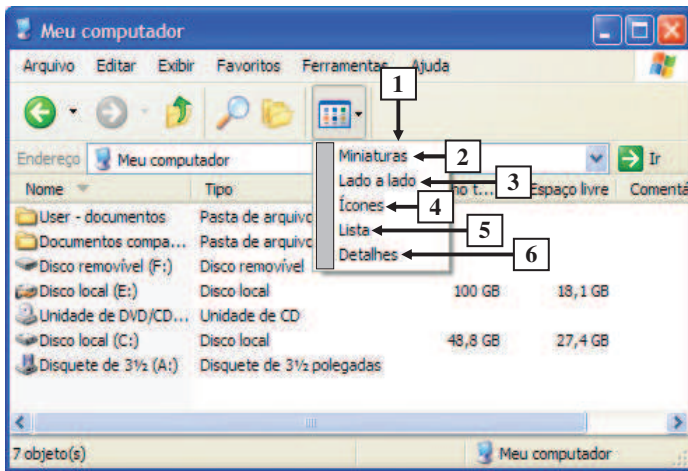 Meu computador
Arquivo Editar Exibir Favoritos Ferramentas Ajuda
1
Endereço Meu computador Ir
Miniaturas 2
Lado a lado 3
Ícones 4
Lista 5
Detalhes 6
Nome Tipo ho t... Espaço livre Comentá
User - documentos Pasta de arquivo
Documentos compa... Pasta de arquivo
Disco removível (F:) Disco removível
Disco local (E:) Disco local 100 GB 18,1 GB
Unidade de DVD/CD... Unidade de CD
Disco local (C:) Disco local 48,8 GB 27,4 GB
Disquete de 3½ (A:) Disquete de 3½ polegadas
7 objeto(s) Meu computador